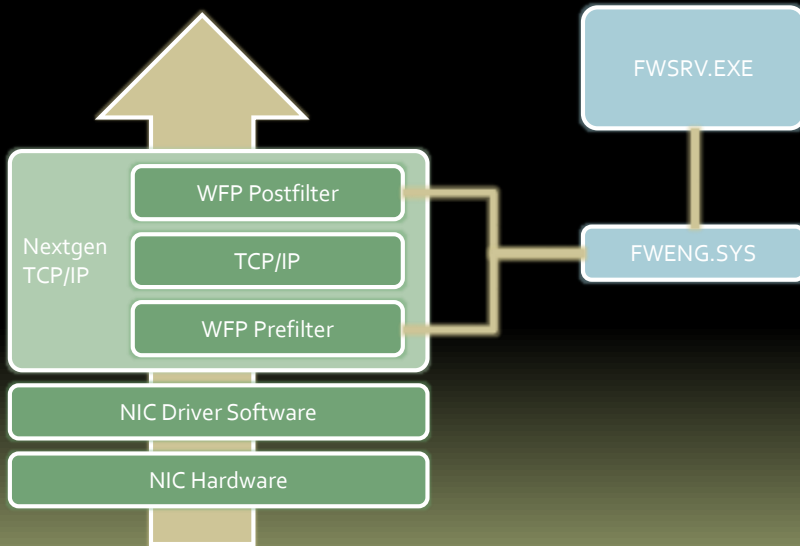 FWSRV.EXE
WFP Postfilter
Nextgen
TCP/IP
TCP/IP
FWENG.SYS
WFP Prefilter
NIC Driver Software
NIC Hardware